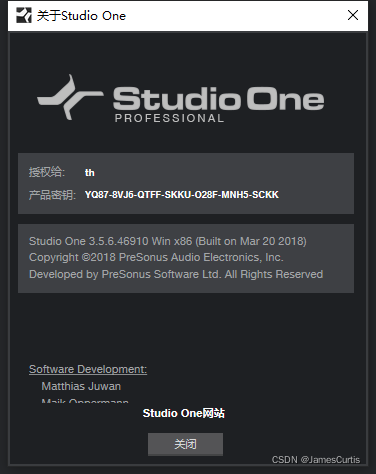 关于Studio One
Studio One
PROFESSIONAL
授权给: th
产品密钥: YQ87-8VJ6-QTFF-SKKU-O28F-MNH5-SCKK
Studio One 3.5.6.46910 Win x86 (Built on Mar 20 2018)
Copyright ©2018 PreSonus Audio Electronics, Inc.
Developed by PreSonus Software Ltd. All Rights Reserved
Software Development:
Matthias Juwan
Maik Oppermann
Studio One网站
关闭
CSDN @JamesCurtis